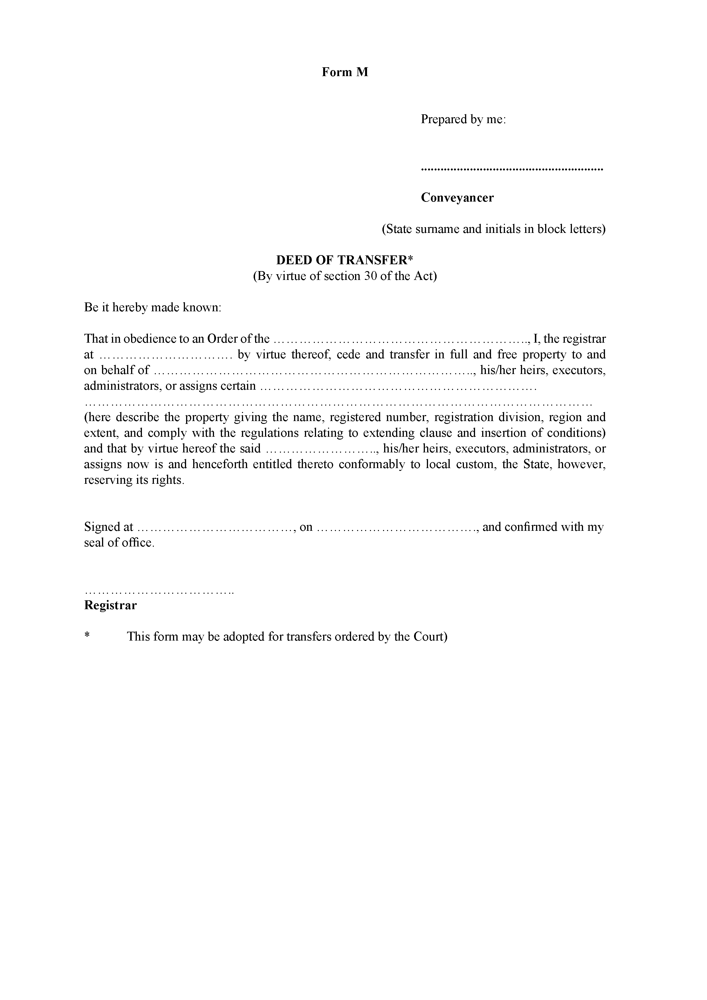 Form M
Prepared by me:
........................................................
Conveyancer
(State surname and initials in block letters)
DEED OF TRANSFER*
(By virtue of section 30 of the Act)
Be it hereby made known:
That in obedience to an Order of the ………………………………………………….., I, the registrar
at …………………………. by virtue thereof, cede and transfer in full and free property to and
on behalf of ……………………………………………………………….., his/her heirs, executors,
administrators, or assigns certain ……………………………………………………….
………………………………………………………………………………………………………
(here describe the property giving the name, registered number, registration division, region and
extent, and comply with the regulations relating to extending clause and insertion of conditions)
and that by virtue hereof the said …………………….., his/her heirs, executors, administrators, or
assigns now is and henceforth entitled thereto conformably to local custom, the State, however,
reserving its rights.
Signed at ………………………………, on ………………………………., and confirmed with my
seal of office.
……………………………..
Registrar
* This form may be adopted for transfers ordered by the Court)